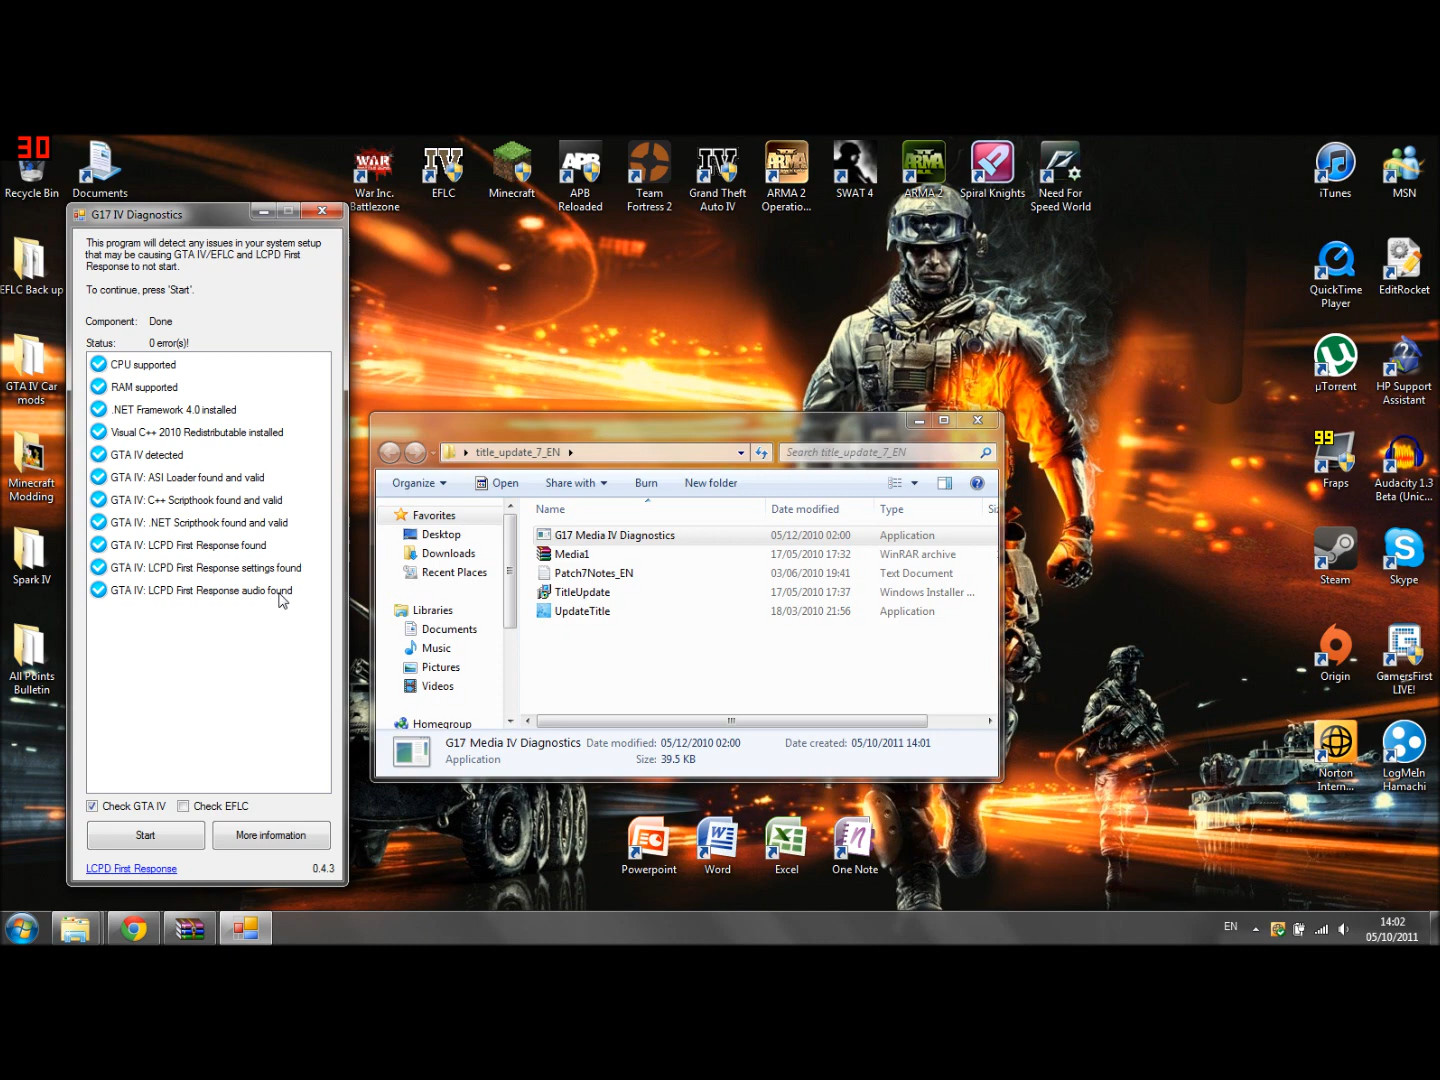 30
Recycle Bin
Documents
War Inc.
Battlezone
EFLC
Minecraft
APB
Reloaded
Team
Fortress 2
Grand Theft
Auto IV
ARMA 2
Operatio...
SWAT 4
ARMA 2
Spiral Knights
Need For
Speed World
iTunes
MSN
EFLC Back up
GTA IV Car
mods
Minecraft
Modding
Spark IV
All Points
Bulletin
QuickTime
Player
EditRocket
µTorrent
HP Support
Assistant
99
Fraps
Audacity 1.3
Beta (Unic...
Steam
Skype
Origin
GamersFirst
LIVE!
Norton
Intern...
LogMeIn
Hamachi
G17 IV Diagnostics
This program will detect any issues in your system setup
that may be causing GTA IV/EFLC and LCPD First
Response to not start.
To continue, press 'Start'.
Component: Done
Status: 0 error(s)!
CPU supported
RAM supported
.NET Framework 4.0 installed
Visual C++ 2010 Redistributable installed
GTA IV detected
GTA IV: ASI Loader found and valid
GTA IV: C++ Scripthook found and valid
GTA IV: .NET Scripthook found and valid
GTA IV: LCPD First Response found
GTA IV: LCPD First Response settings found
GTA IV: LCPD First Response audio found
Check GTA IV Check EFLC
Start More information
LCPD First Response 0.4.3
title_update_7_EN Search title_update_7_EN
Organize Open Share with Burn New folder
Favorites
Desktop
Downloads
Recent Places
Libraries
Documents
Music
Pictures
Videos
Homegroup
Name Date modified Type Si
G17 Media IV Diagnostics 05/12/2010 02:00 Application
Media1 17/05/2010 17:32 WinRAR archive
Patch7Notes_EN 03/06/2010 19:41 Text Document
TitleUpdate 17/05/2010 17:37 Windows Installer ...
UpdateTitle 18/03/2010 21:56 Application
G17 Media IV Diagnostics Date modified: 05/12/2010 02:00 Date created: 05/10/2011 14:01
Application Size: 39.5 KB
Powerpoint
Word
Excel
One Note
EN
14:02
05/10/2011